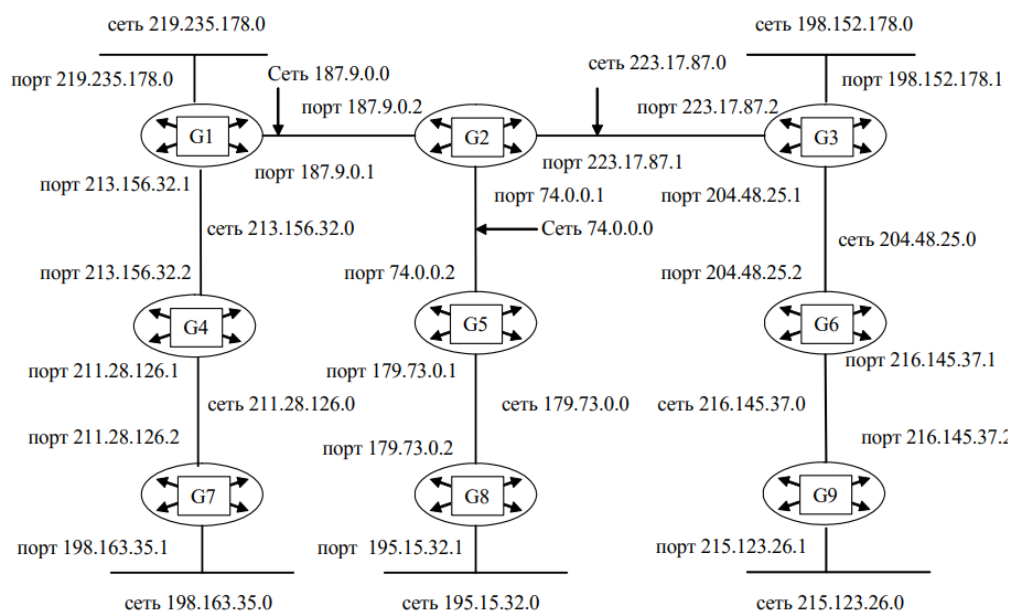 сеть 219.235.178.0
сеть 198.152.178.0
порт 219.235.178.0
Сеть 187.9.0.0
сеть 223.17.87.0
порт 198.152.178.1
порт 187.9.0.2
порт 223.17.87.2
G1
G2
G3
порт 213.156.32.1
порт 187.9.0.1
порт 223.17.87.1
порт 74.0.0.1
порт 204.48.25.1
сеть 213.156.32.0
Сеть 74.0.0.0
сеть 204.48.25.0
порт 213.156.32.2
порт 74.0.0.2
порт 204.48.25.2
G4
G5
G6
порт 211.28.126.1
порт 179.73.0.1
порт 216.145.37.1
сеть 211.28.126.0
сеть 179.73.0.0
сеть 216.145.37.0
порт 211.28.126.2
порт 179.73.0.2
порт 216.145.37.2
G7
G8
G9
порт 198.163.35.1
порт 195.15.32.1
порт 215.123.26.1
сеть 198.163.35.0
сеть 195.15.32.0
сеть 215.123.26.0